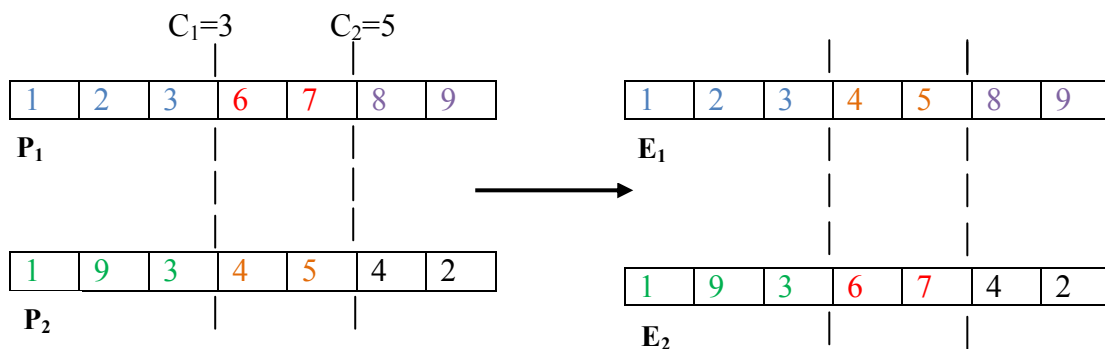 C₁=3 C₂=5
1 2 3 6 7 8 9
P₁
1 9 3 4 5 4 2
P₂
1 2 3 4 5 8 9
E₁
1 9 3 6 7 4 2
E₂